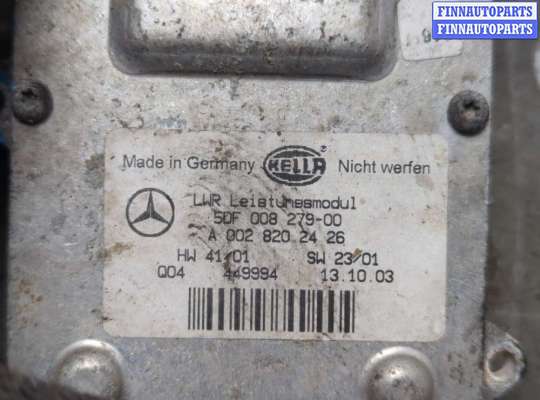 FINNAUTOPARTS
FINNAUTOPARTS
Made in Germany HELLA ® Nicht werfen
LWR Leistungsmodul
5DF 008 279-00
A 002 820 24 26
HW 41/01 SW 23/01
Q04 449994 13.10.03